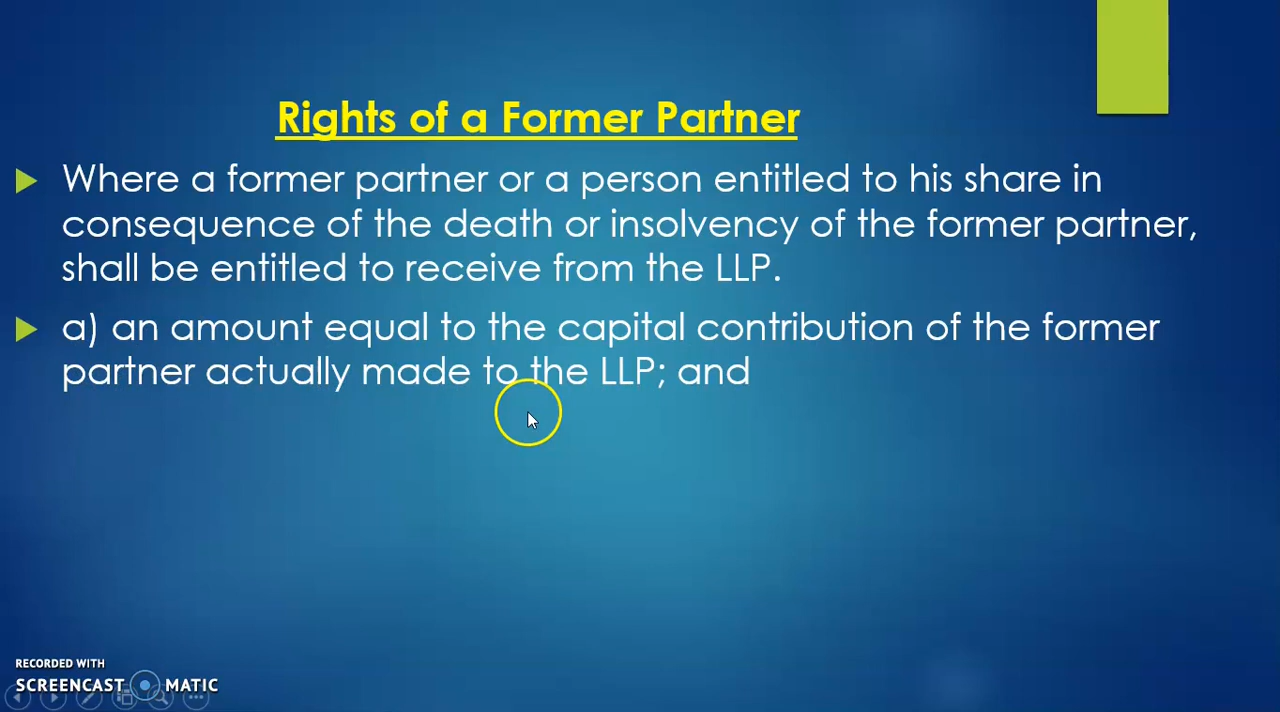 Rights of a Former Partner
Where a former partner or a person entitled to his share in
consequence of the death or insolvency of the former partner,
shall be entitled to receive from the LLP.
a) an amount equal to the capital contribution of the former
partner actually made to the LLP; and
RECORDED WITH
SCREENCAST MATIC